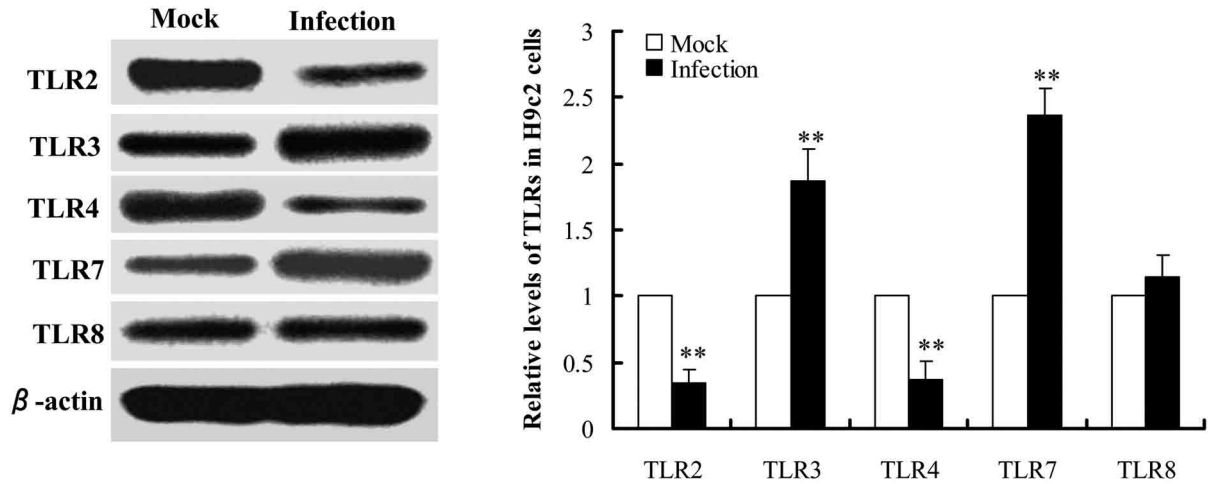 Mock Infection
TLR2
TLR3
TLR4
TLR7
TLR8
β-actin
Relative levels of TLRs in H9c2 cells
3
2.5
2
1.5
1
0.5
0
Mock
Infection
**
**
**
**
TLR2 TLR3 TLR4 TLR7 TLR8